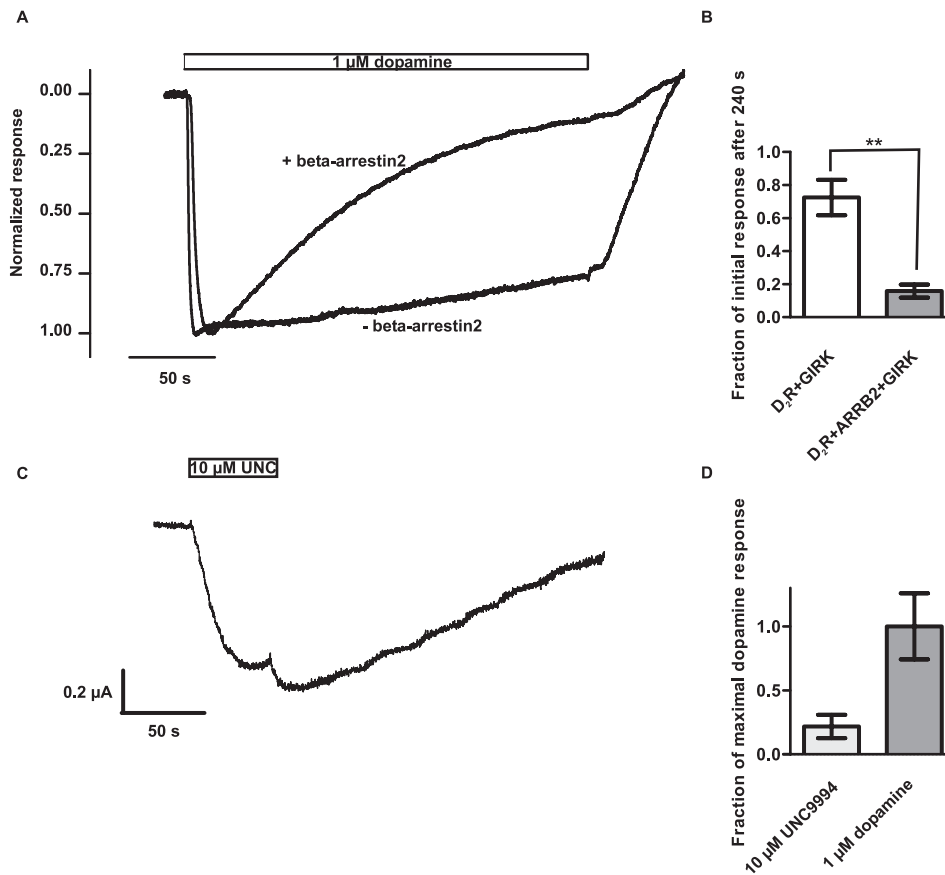 A
1 µM dopamine
Normalized response
0.00
0.25
0.50
0.75
1.00
+ beta-arrestin2
- beta-arrestin2
50 s
B
Fraction of initial response after 240 s
**
1.0
0.8
0.6
0.4
0.2
0.0
D₂R+GIRK
D₂R+ARRB2+GIRK
C
10 µM UNC
0.2 µA
50 s
D
Fraction of maximal dopamine response
1.0
0.5
0.0
10 µM UNC9994
1 µM dopamine